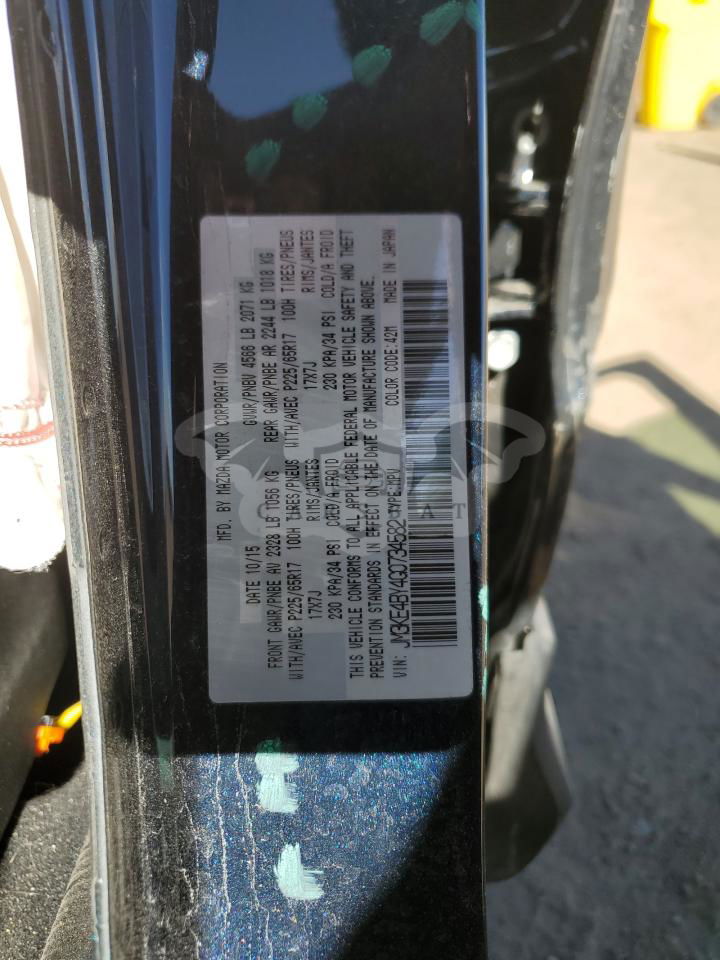 MFD. BY MAZDA MOTOR CORPORATION
DATE 10/15 GVWR/PNBV 4566 LB 2071 KG
FRONT GAWR/PNBE AV 2328 LB 1056 KG REAR GAWR/PNBE AR 2244 LB 1018 KG
WITH/AVEC P225/65R17 100H TIRES/PNEUS WITH/AVEC P225/65R17 100H TIRES/PNEUS
17X7J RIMS/JANTES 17X7J RIMS/JANTES
230 KPA/34 PSI COLD/A FROID 230 KPA/34 PSI COLD/A FROID
THIS VEHICLE CONFORMS TO ALL APPLICABLE FEDERAL MOTOR VEHICLE SAFETY AND THEFT
PREVENTION STANDARDS IN EFFECT ON THE DATE OF MANUFACTURE SHOWN ABOVE.
VIN: JM3KE4BY4G0734582 TYPE:MPV COLOR CODE:42M MADE IN JAPAN